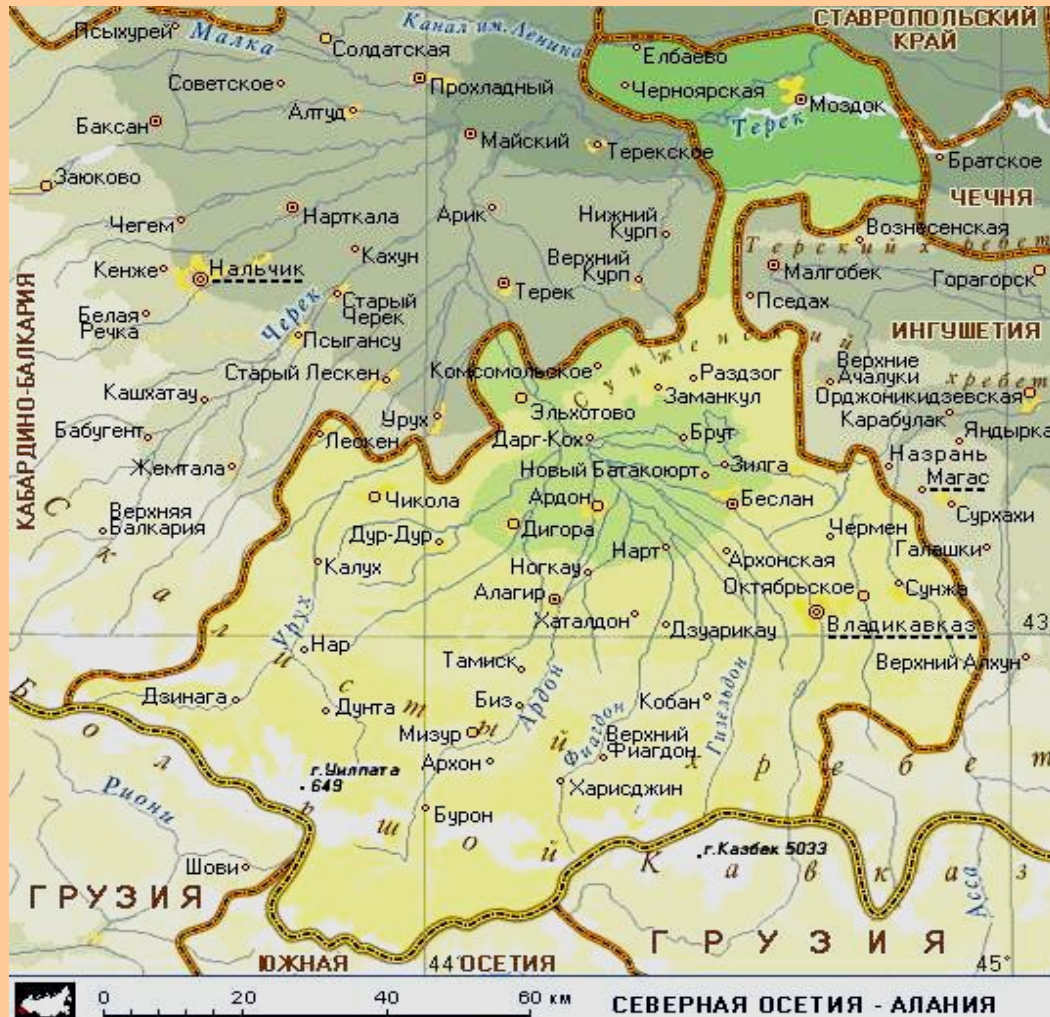 Псыхурей
Малка
Солдатская
Канал им. Ленина
СТАВРОПОЛЬСКИЙ
КРАЙ
Елбаево
Советское
Прохладный
Черноярская
Моздок
Алтуд
Баксан
Майский
Терек
Терекское
Братское
Заюково
ЧЕЧНЯ
Чегем
Нарткала
Арик
Нижний
Курп
Вознесенская
Терский хребет
Кахун
Верхний
Курп
Кенже
Нальчик
Малгобек
Горагорск
Терек
Старый
Черек
Черек
Пседах
Белая
Речка
Псыгансу
ИНГУШЕТИЯ
КАБАРДИНО-БАЛКАРИЯ
Старый Лескен
Комсомольское
Сунженский
хребет
Раздзог
Верхние
Ачалуки
Кашхатау
Заманкул
Орджоникидзевская
Эльхотово
Карабулак
Урух
Бабугент
Лескен
Дарг-Кох
Брут
Яндырка
Жемтала
Новый Батакоюрт
Зилга
Назрань
Магас
Чикола
Ардон
Беслан
Сурхахи
Верхняя
Балкария
Дигора
Чермен
Дур-Дур
Нарт
Архонская
Галашки
Калух
Ногкау
Октябрьское
Сунжа
Алагир
Урух
Хаталдон
Дзуарикау
Владикавказ
43
Нар
Тамиск
Верхний Алхун
Скалистый хребет
Дзинага
Дунта
Биз
Ардон
Кобан
Гизельдон
Мизур
Фиагдон
Верхний
Фиагдон
г.Уилпата
649
Архон
Харисджин
Риони
Бурон
Большой Кавказ
г.Казбек 5033
Шови
Асса
ГРУЗИЯ
ГРУЗИЯ
ЮЖНАЯ 44° ОСЕТИЯ
45°
0 20 40 60 км
СЕВЕРНАЯ ОСЕТИЯ - АЛАНИЯ